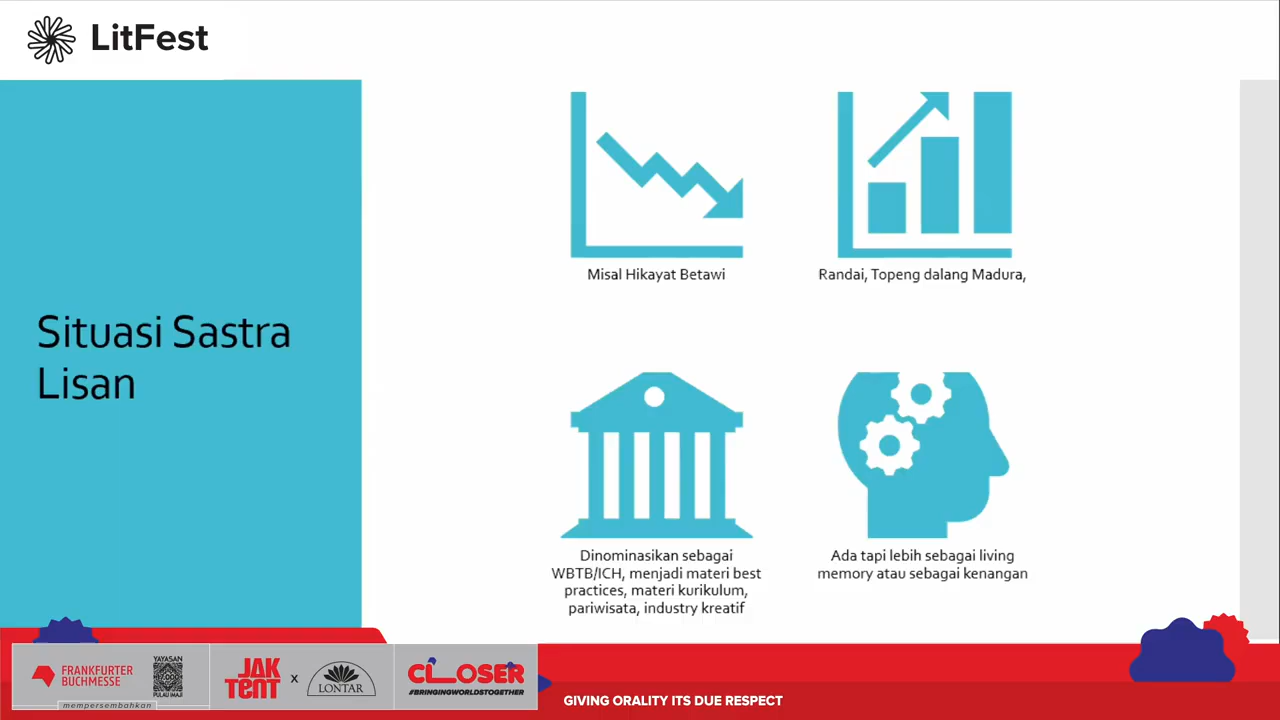 LitFest
Situasi Sastra
Lisan
Misal Hikayat Betawi
Randai, Topeng dalang Madura,
Dinominasikan sebagai
WBTB/ICH, menjadi materi best
practices, materi kurikulum,
pariwisata, industry kreatif
Ada tapi lebih sebagai living
memory atau sebagai kenangan
FRANKFURTER
BUCHMESSE
YAYASAN
17.000
PULAU IMAJI
mempersembahkan
JAK
TENT
x
LONTAR
CLOSER
#BRINGINGWORLDSTOGETHER
GIVING ORALITY ITS DUE RESPECT